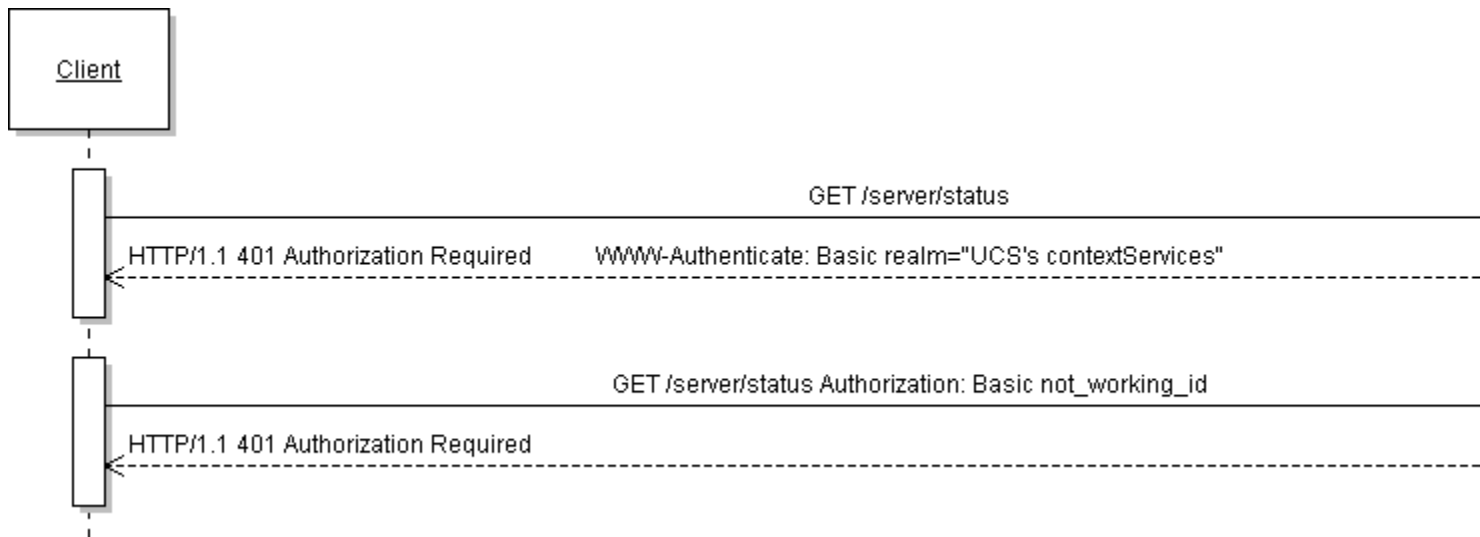 Client
GET /server/status
HTTP/1.1 401 Authorization Required WWW-Authenticate: Basic realm="UCS's contextServices"
GET /server/status Authorization: Basic not_working_id
HTTP/1.1 401 Authorization Required